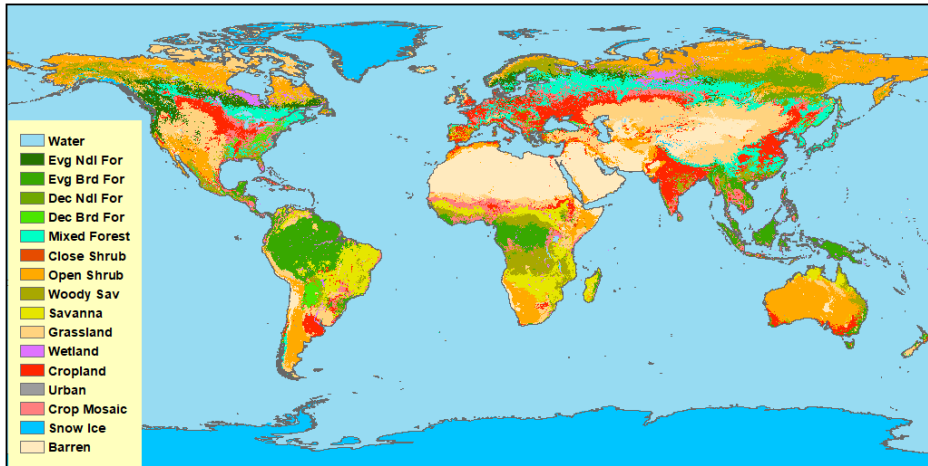 Water
Evg Ndl For
Evg Brd For
Dec Ndl For
Dec Brd For
Mixed Forest
Close Shrub
Open Shrub
Woody Sav
Savanna
Grassland
Wetland
Cropland
Urban
Crop Mosaic
Snow Ice
Barren